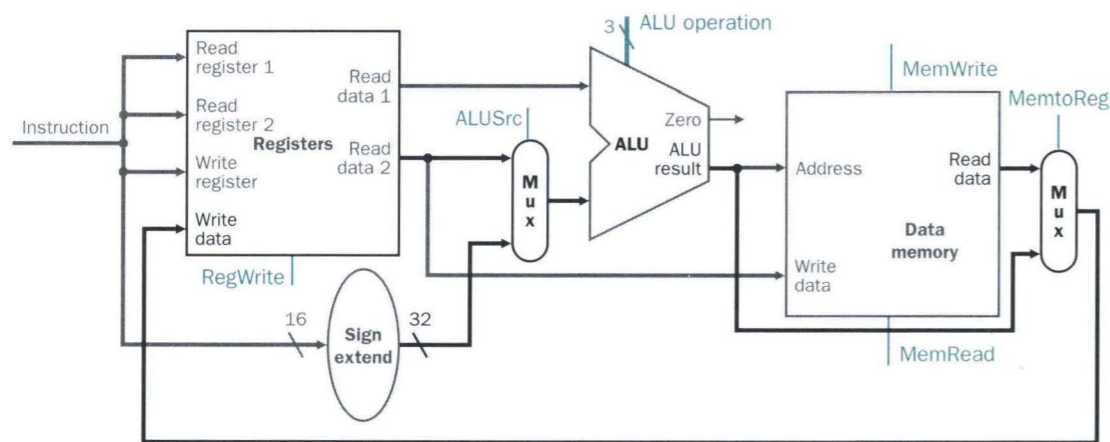 Instruction
Read
register 1
Read
register 2
Write
register
Write
data
Registers
Read
data 1
Read
data 2
RegWrite
16
Sign
extend
32
ALUSrc
M
u
x
3
ALU operation
Zero
ALU
ALU
result
MemWrite
Address
Read
data
Data
memory
Write
data
MemRead
MemtoReg
M
u
x